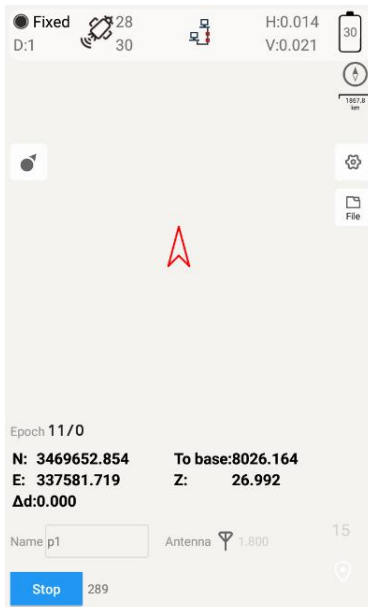 Fixed 28 H:0.014 30
D:1 30 V:0.021
1867.8
km
File
Epoch 11/0
N: 3469652.854 To base:8026.164
E: 337581.719 Z: 26.992
Δd:0.000
Name p1 Antenna 1.800 15
Stop 289